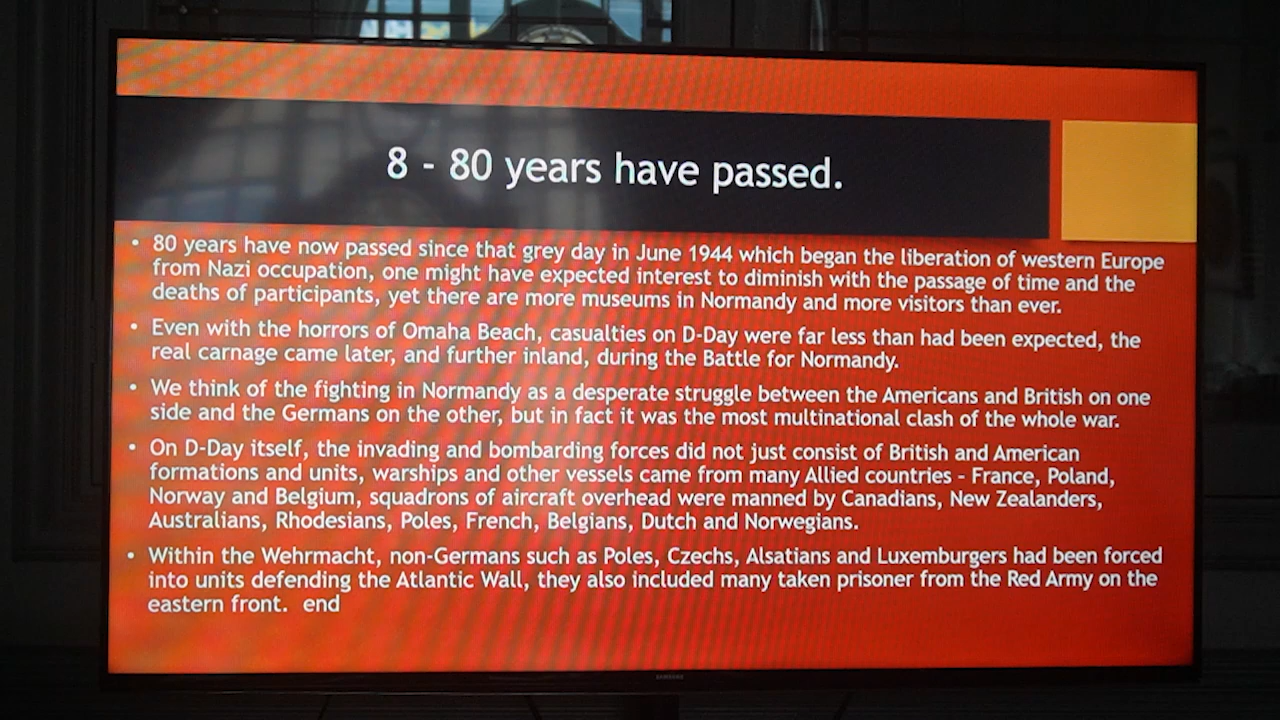 8 - 80 years have passed.
• 80 years have now passed since that grey day in June 1944 which began the liberation of western Europe
from Nazi occupation, one might have expected interest to diminish with the passage of time and the
deaths of participants, yet there are more museums in Normandy and more visitors than ever.
• Even with the horrors of Omaha Beach, casualties on D-Day were far less than had been expected, the
real carnage came later, and further inland, during the Battle for Normandy.
• We think of the fighting in Normandy as a desperate struggle between the Americans and British on one
side and the Germans on the other, but in fact it was the most multinational clash of the whole war.
• On D-Day itself, the invading and bombarding forces did not just consist of British and American
formations and units, warships and other vessels came from many Allied countries – France, Poland,
Norway and Belgium, squadrons of aircraft overhead were manned by Canadians, New Zealanders,
Australians, Rhodesians, Poles, French, Belgians, Dutch and Norwegians.
• Within the Wehrmacht, non-Germans such as Poles, Czechs, Alsatians and Luxemburgers had been forced
into units defending the Atlantic Wall, they also included many taken prisoner from the Red Army on the
eastern front.  end
SAMSUNG